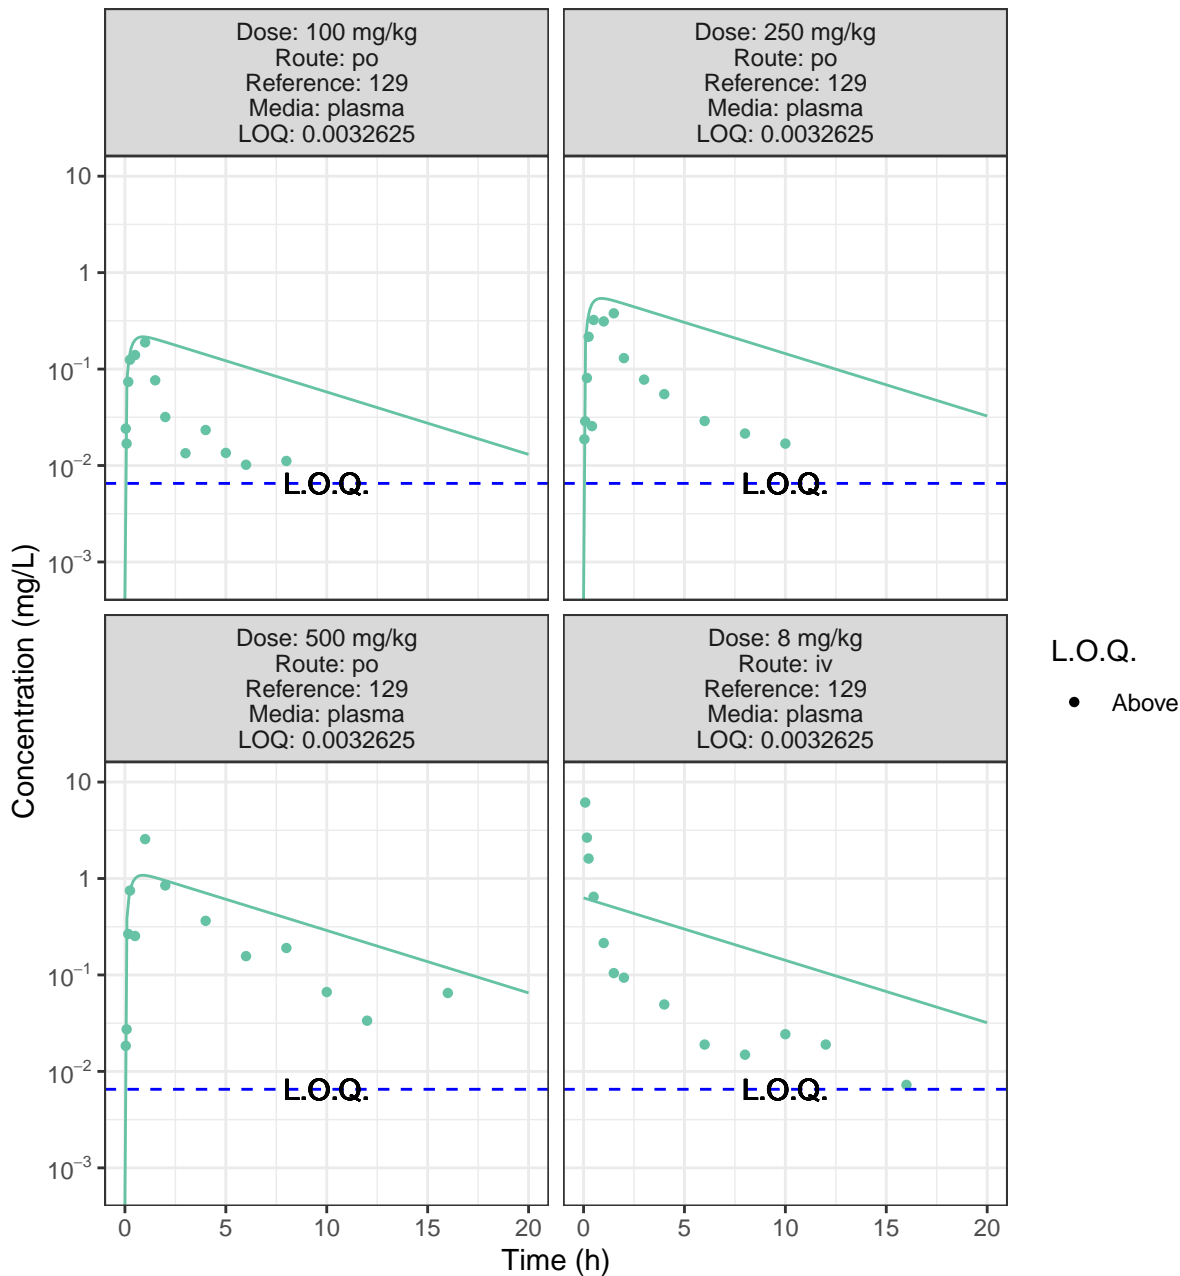 Dose: 100 mg/kg
Route: po
Reference: 129
Media: plasma
LOQ: 0.0032625
Dose: 250 mg/kg
Route: po
Reference: 129
Media: plasma
LOQ: 0.0032625
10
1
10⁻¹
10⁻²
10⁻³
L.O.Q.
L.O.Q.
Concentration (mg/L)
Dose: 500 mg/kg
Route: po
Reference: 129
Media: plasma
LOQ: 0.0032625
Dose: 8 mg/kg
Route: iv
Reference: 129
Media: plasma
LOQ: 0.0032625
10
1
10⁻¹
10⁻²
10⁻³
L.O.Q.
L.O.Q.
0 5 10 15 20
0 5 10 15 20
Time (h)
L.O.Q.
Above